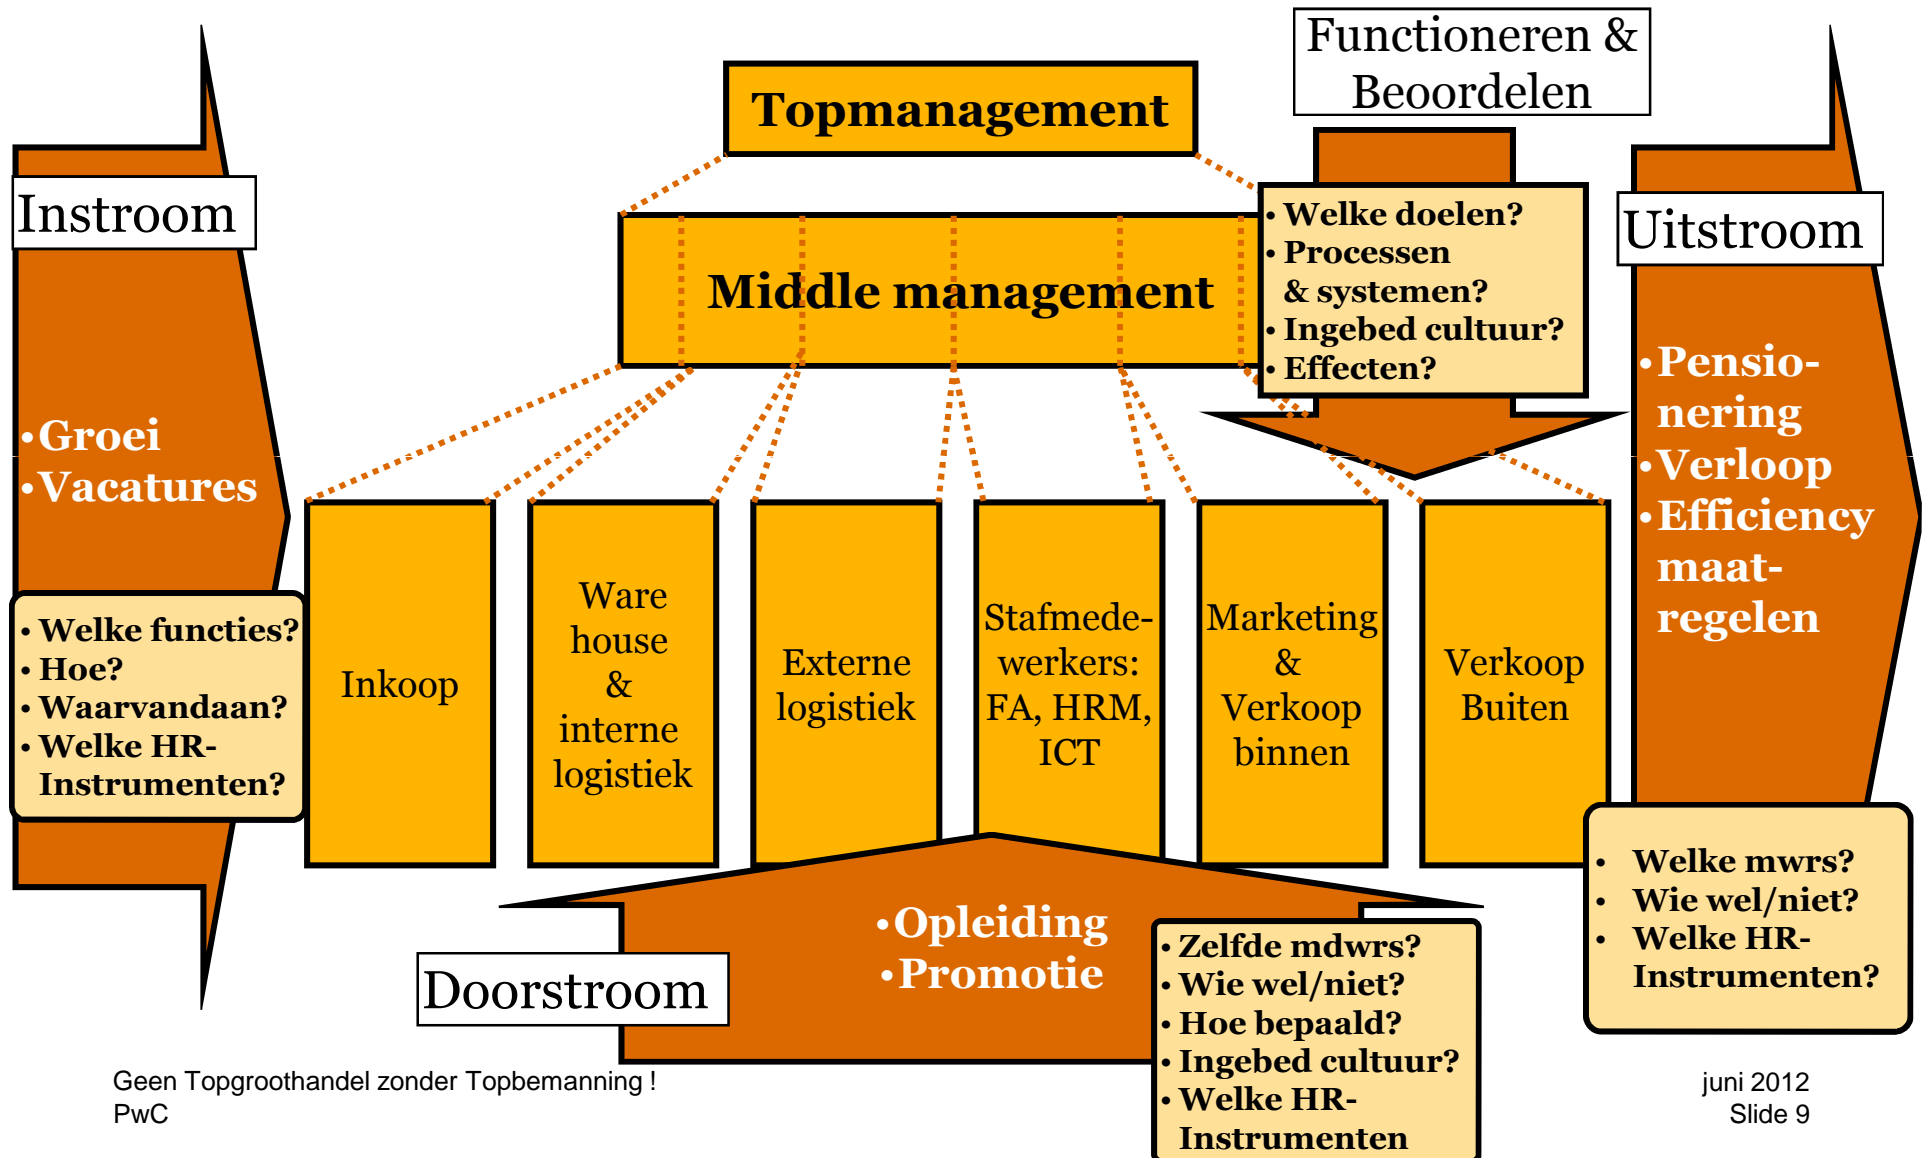 Functioneren &
Beoordelen
Topmanagement
Instroom
• Welke doelen?
• Processen
& systemen?
• Ingebed cultuur?
• Effecten?
Uitstroom
Middle management
•Groei
•Vacatures
•Pensio-
nering
•Verloop
•Efficiency
maat-
regelen
• Welke functies?
• Hoe?
• Waarvandaan?
• Welke HR-
Instrumenten?
Inkoop
Ware
house
&
interne
logistiek
Externe
logistiek
Stafmede-
werkers:
FA, HRM,
ICT
Marketing
&
Verkoop
binnen
Verkoop
Buiten
• Welke mwrs?
• Wie wel/niet?
• Welke HR-
Instrumenten?
Doorstroom
•Opleiding
•Promotie
• Zelfde mdwrs?
• Wie wel/niet?
• Hoe bepaald?
• Ingebed cultuur?
• Welke HR-
Instrumenten
Geen Topgroothandel zonder Topbemanning !
PwC
juni 2012
Slide 9